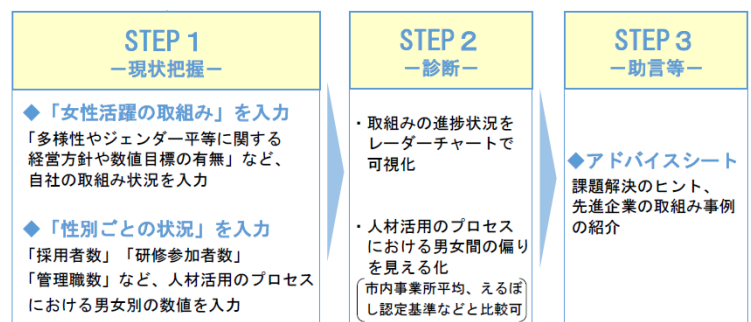 STEP 1
−現状把握−
◆「女性活躍の取組み」を入力
「多様性やジェンダー平等に関する
経営方針や数値目標の有無」など、
自社の取組み状況を入力
◆「性別ごとの状況」を入力
「採用者数」「研修参加者数」
「管理職数」など、人材活用のプロセス
における男女別の数値を入力
STEP 2
−診断−
・取組みの進捗状況を
レーダーチャートで
可視化
・人材活用のプロセス
における男女間の偏り
を見える化
市内事業所平均、えるぼ
し認定基準などと比較可
STEP 3
−助言等−
◆アドバイスシート
課題解決のヒント、
先進企業の取組み事例
の紹介